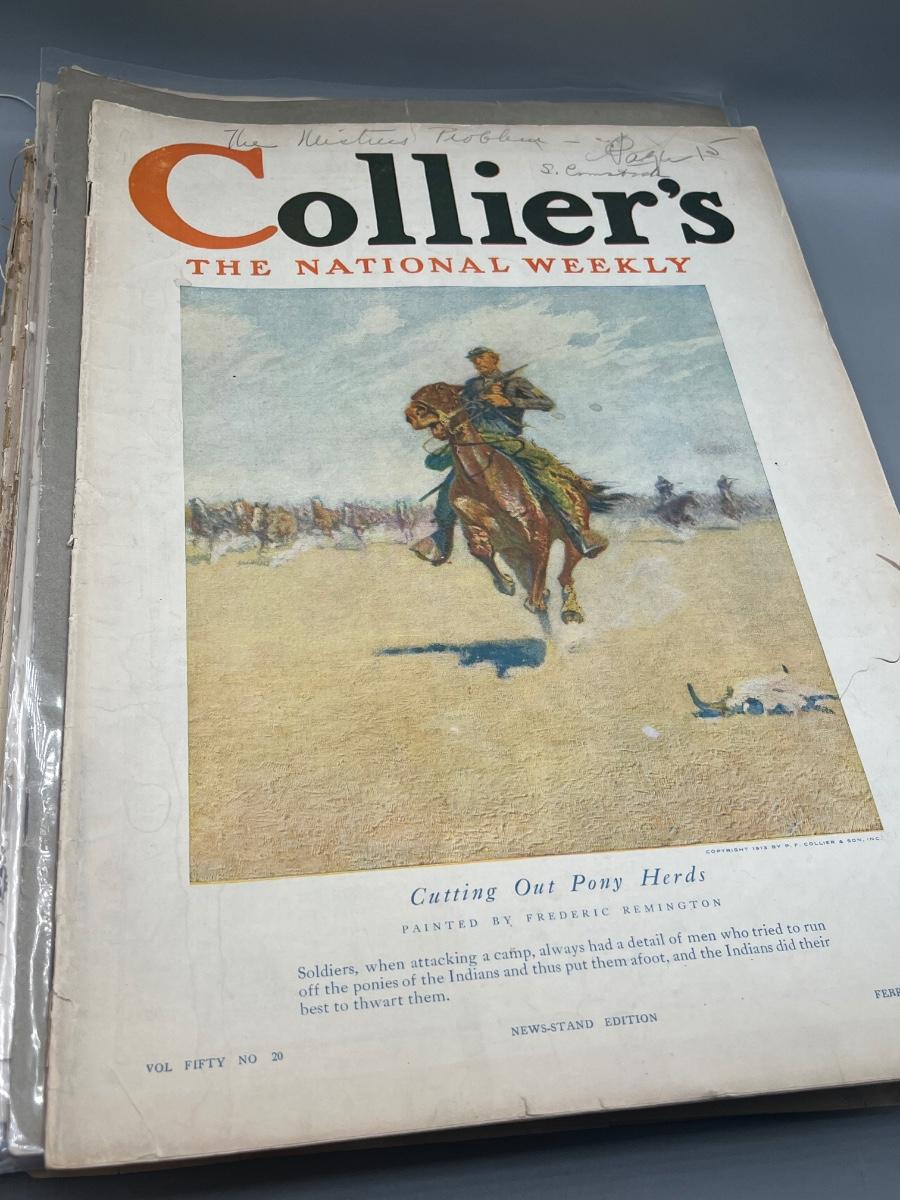 The Mistress Problem - Page 15
S. Comstock
Collier's
THE NATIONAL WEEKLY
COPYRIGHT 1913 BY P. F. COLLIER & SON, INC.
Cutting Out Pony Herds
PAINTED BY FREDERIC REMINGTON
Soldiers, when attacking a camp, always had a detail of men who tried to run
off the ponies of the Indians and thus put them afoot, and the Indians did their
best to thwart them.
NEWS-STAND EDITION
VOL FIFTY NO 20